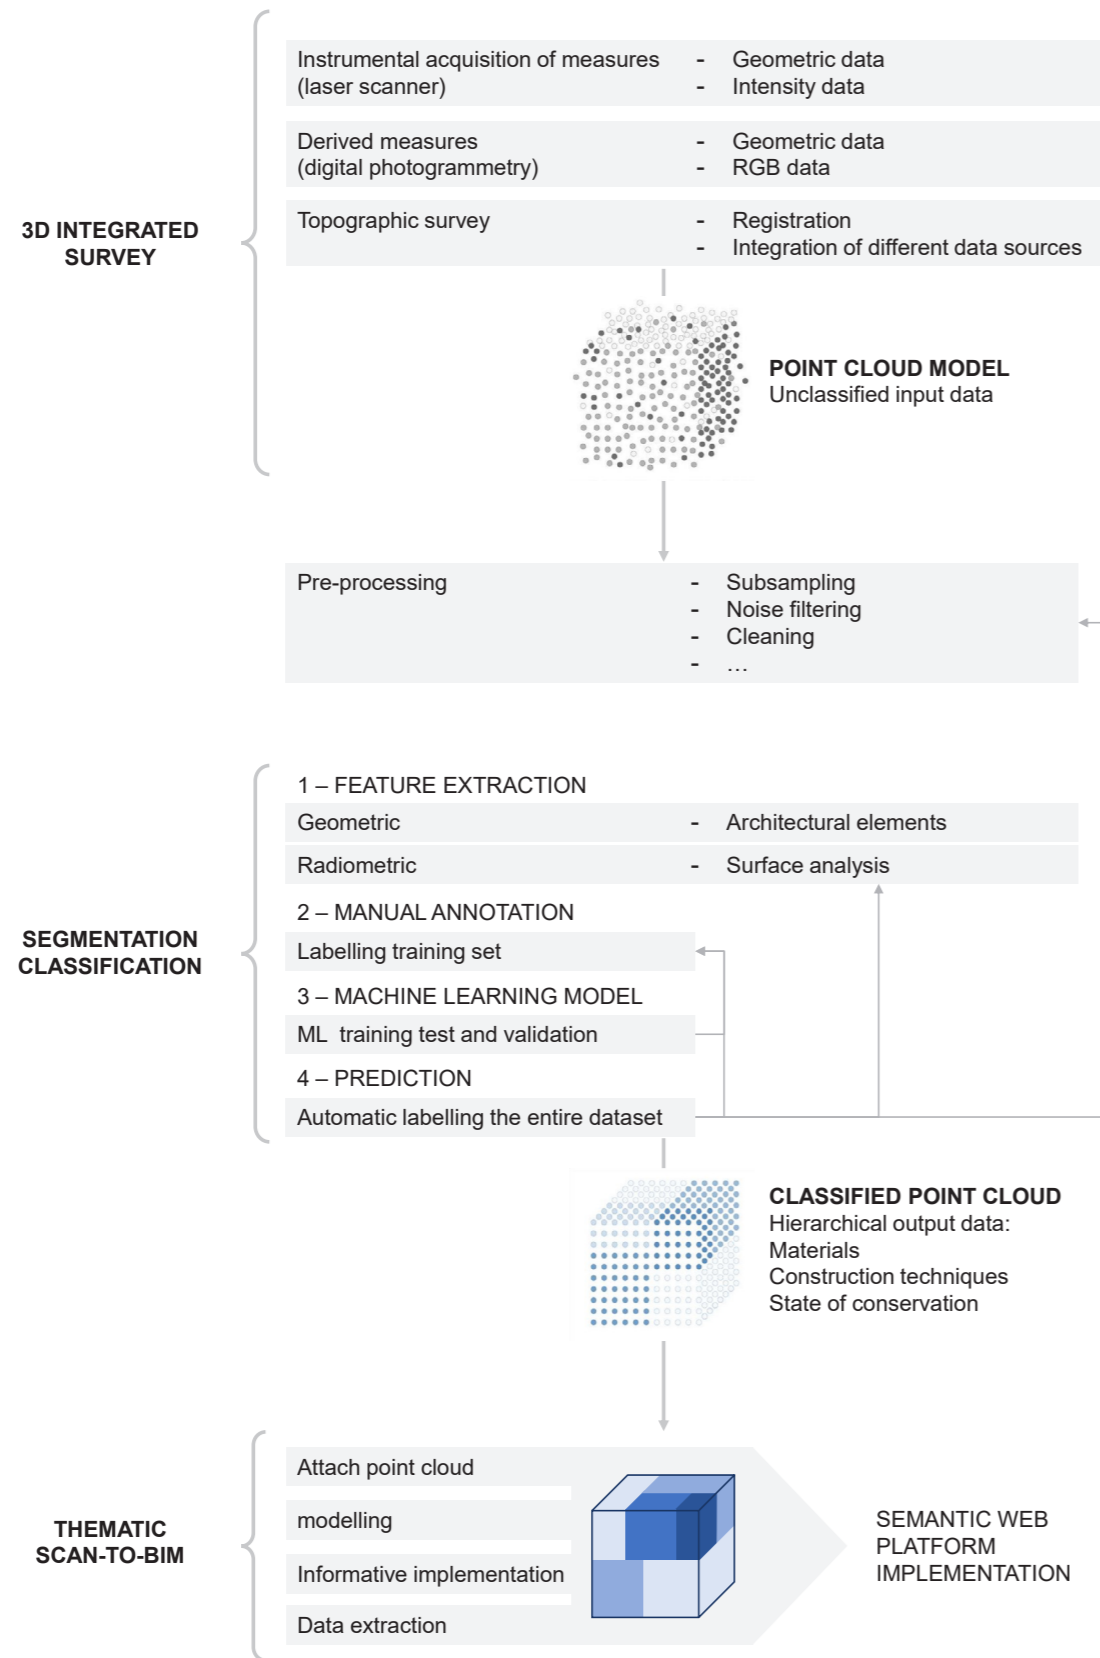 3D INTEGRATED
SURVEY
Instrumental acquisition of measures - Geometric data
(laser scanner) - Intensity data
Derived measures - Geometric data
(digital photogrammetry) - RGB data
Topographic survey - Registration
- Integration of different data sources
POINT CLOUD MODEL
Unclassified input data
Pre-processing - Subsampling
- Noise filtering
- Cleaning
- ...
SEGMENTATION
CLASSIFICATION
1 – FEATURE EXTRACTION
Geometric - Architectural elements
Radiometric - Surface analysis
2 – MANUAL ANNOTATION
Labelling training set
3 – MACHINE LEARNING MODEL
ML training test and validation
4 – PREDICTION
Automatic labelling the entire dataset
CLASSIFIED POINT CLOUD
Hierarchical output data:
Materials
Construction techniques
State of conservation
THEMATIC
SCAN-TO-BIM
Attach point cloud
modelling
Informative implementation
Data extraction
SEMANTIC WEB
PLATFORM
IMPLEMENTATION